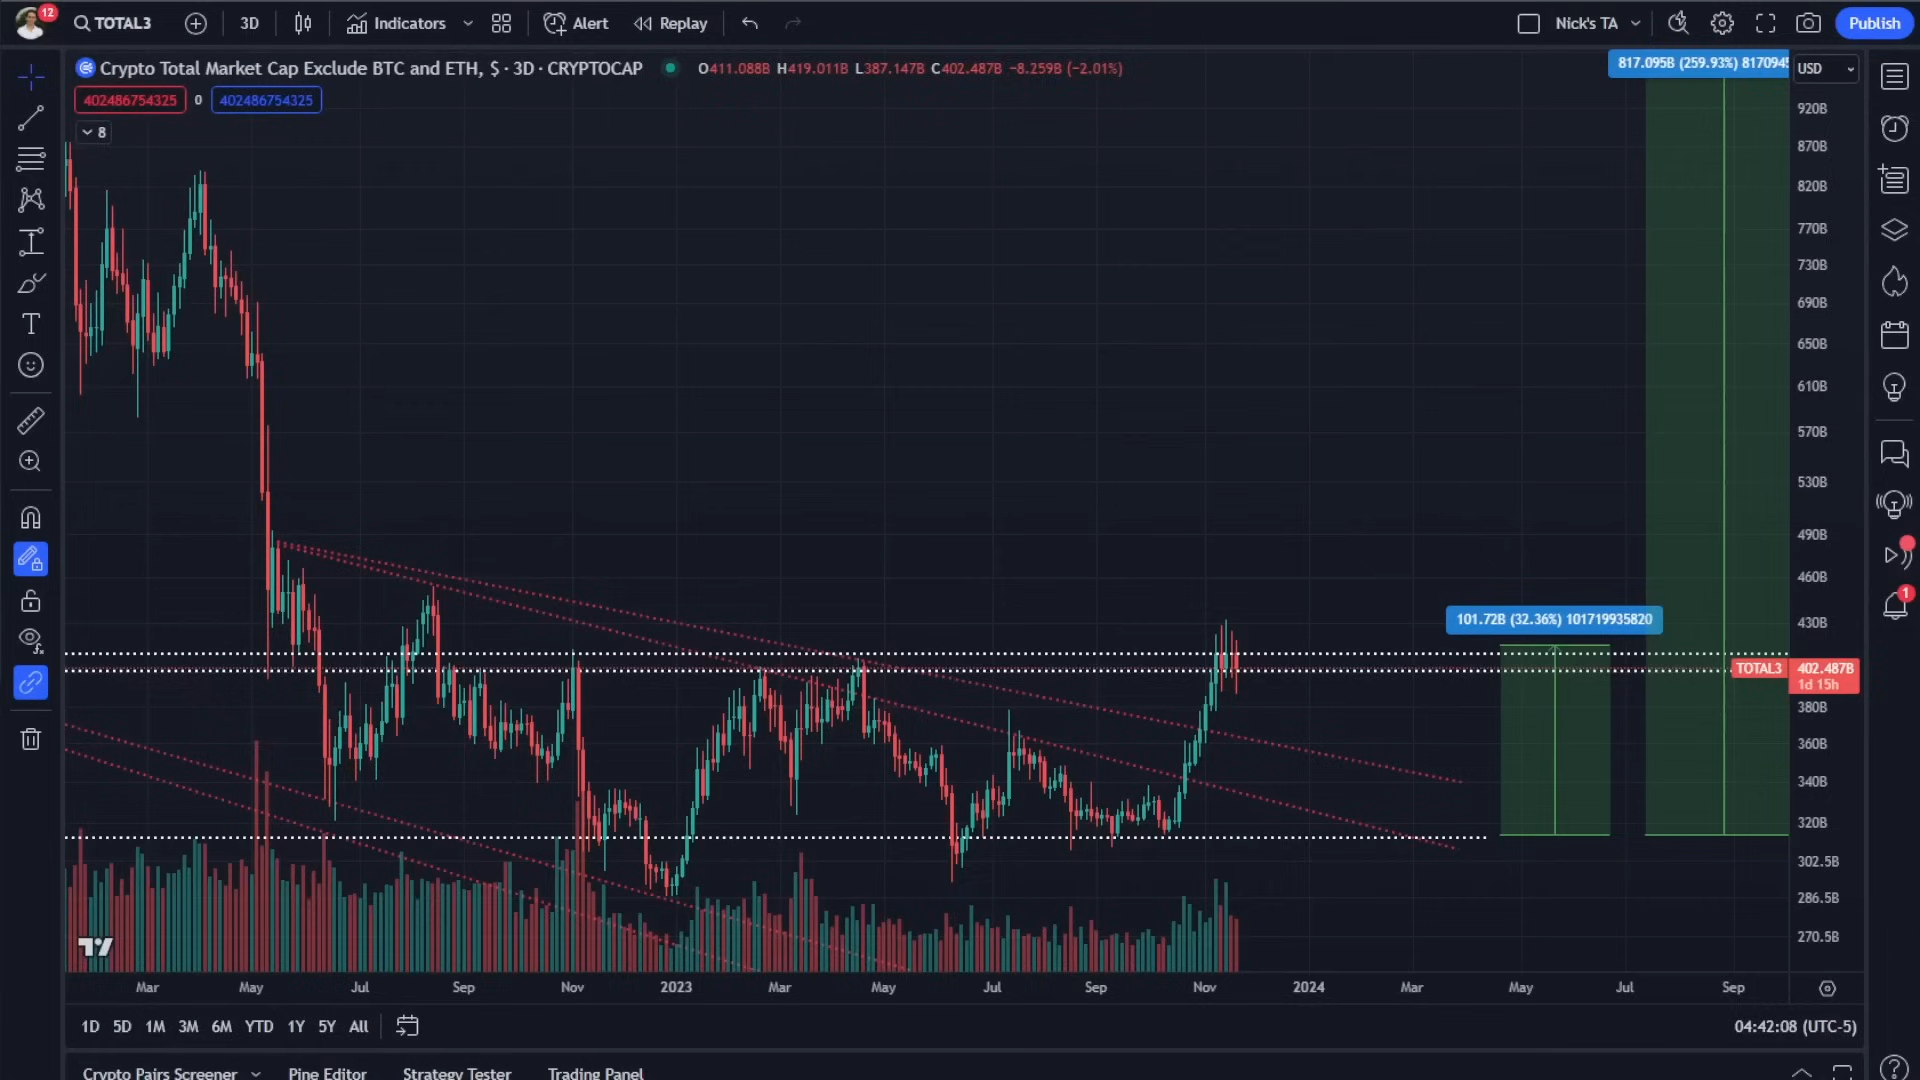 12
TOTAL3
3D
Indicators
Alert
Replay
Nick's TA
Publish
Crypto Total Market Cap Exclude BTC and ETH, $ · 3D · CRYPTOCAP
O411.088B H419.011B L387.147B C402.487B −8.259B (−2.01%)
817.095B (259.93%) 8170945
USD
402486754325 0 402486754325
8
920B
870B
820B
770B
730B
690B
650B
610B
570B
530B
490B
460B
430B
101.72B (32.36%) 101719935820
TOTAL3 402.487B
1d 15h
380B
360B
340B
320B
302.5B
286.5B
270.5B
1
Mar May Jul Sep Nov 2023 Mar May Jul Sep Nov 2024 Mar May Jul Sep
1D 5D 1M 3M 6M YTD 1Y 5Y All
04:42:08 (UTC-5)
Crypto Pairs Screener Pine Editor Strategy Tester Trading Panel